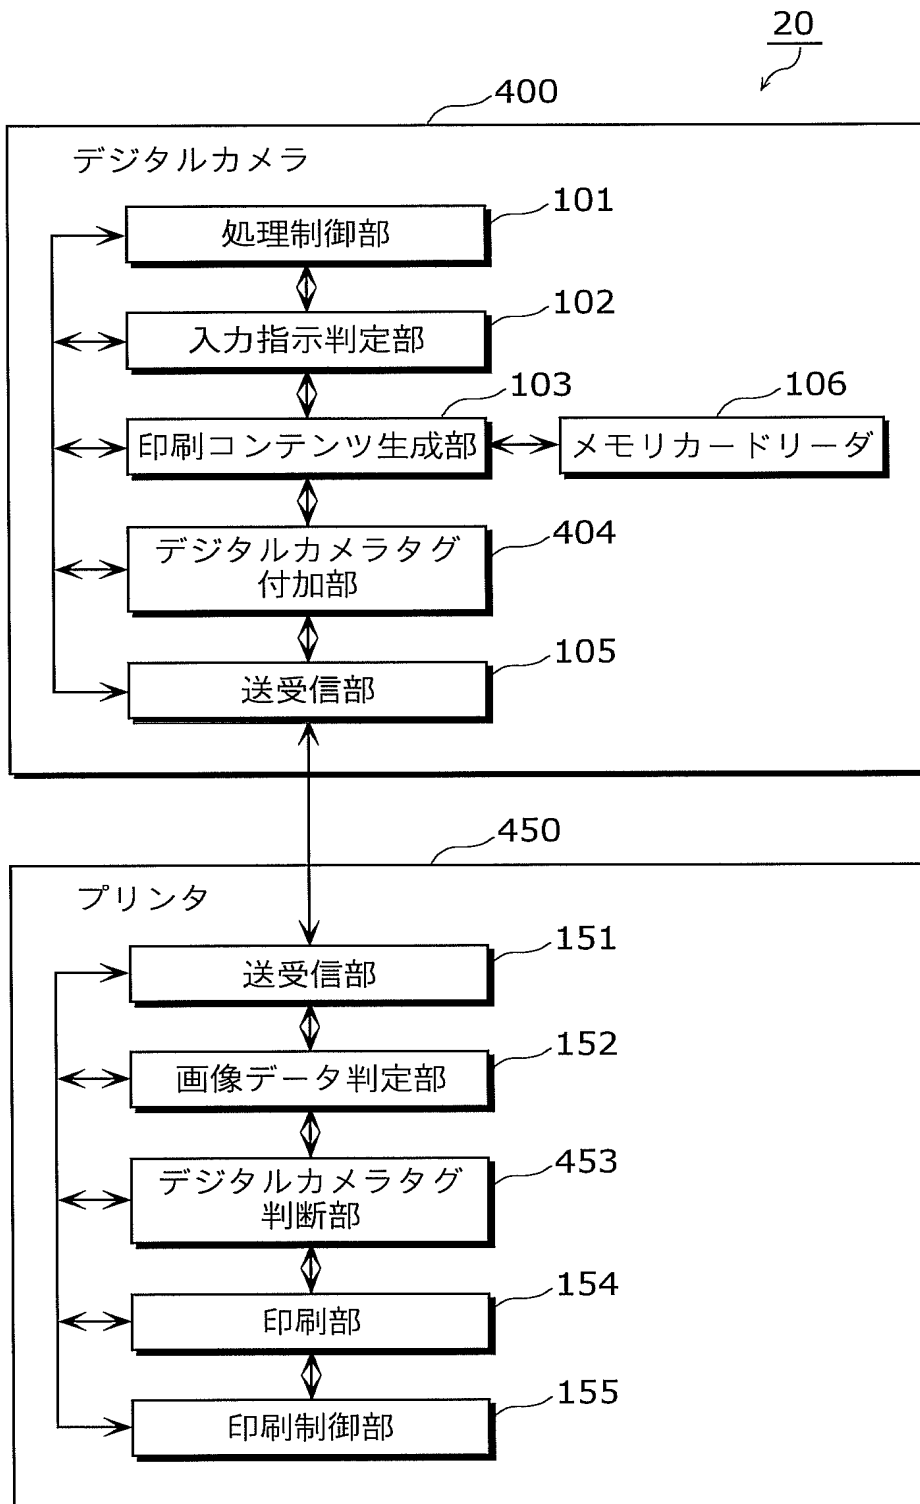 20
400
デジタルカメラ
101
処理制御部
102
入力指示判定部
103
印刷コンテンツ生成部
106
メモリカードリーダ
404
デジタルカメラタグ
付加部
105
送受信部
450
プリンタ
151
送受信部
152
画像データ判定部
453
デジタルカメラタグ
判断部
154
印刷部
155
印刷制御部